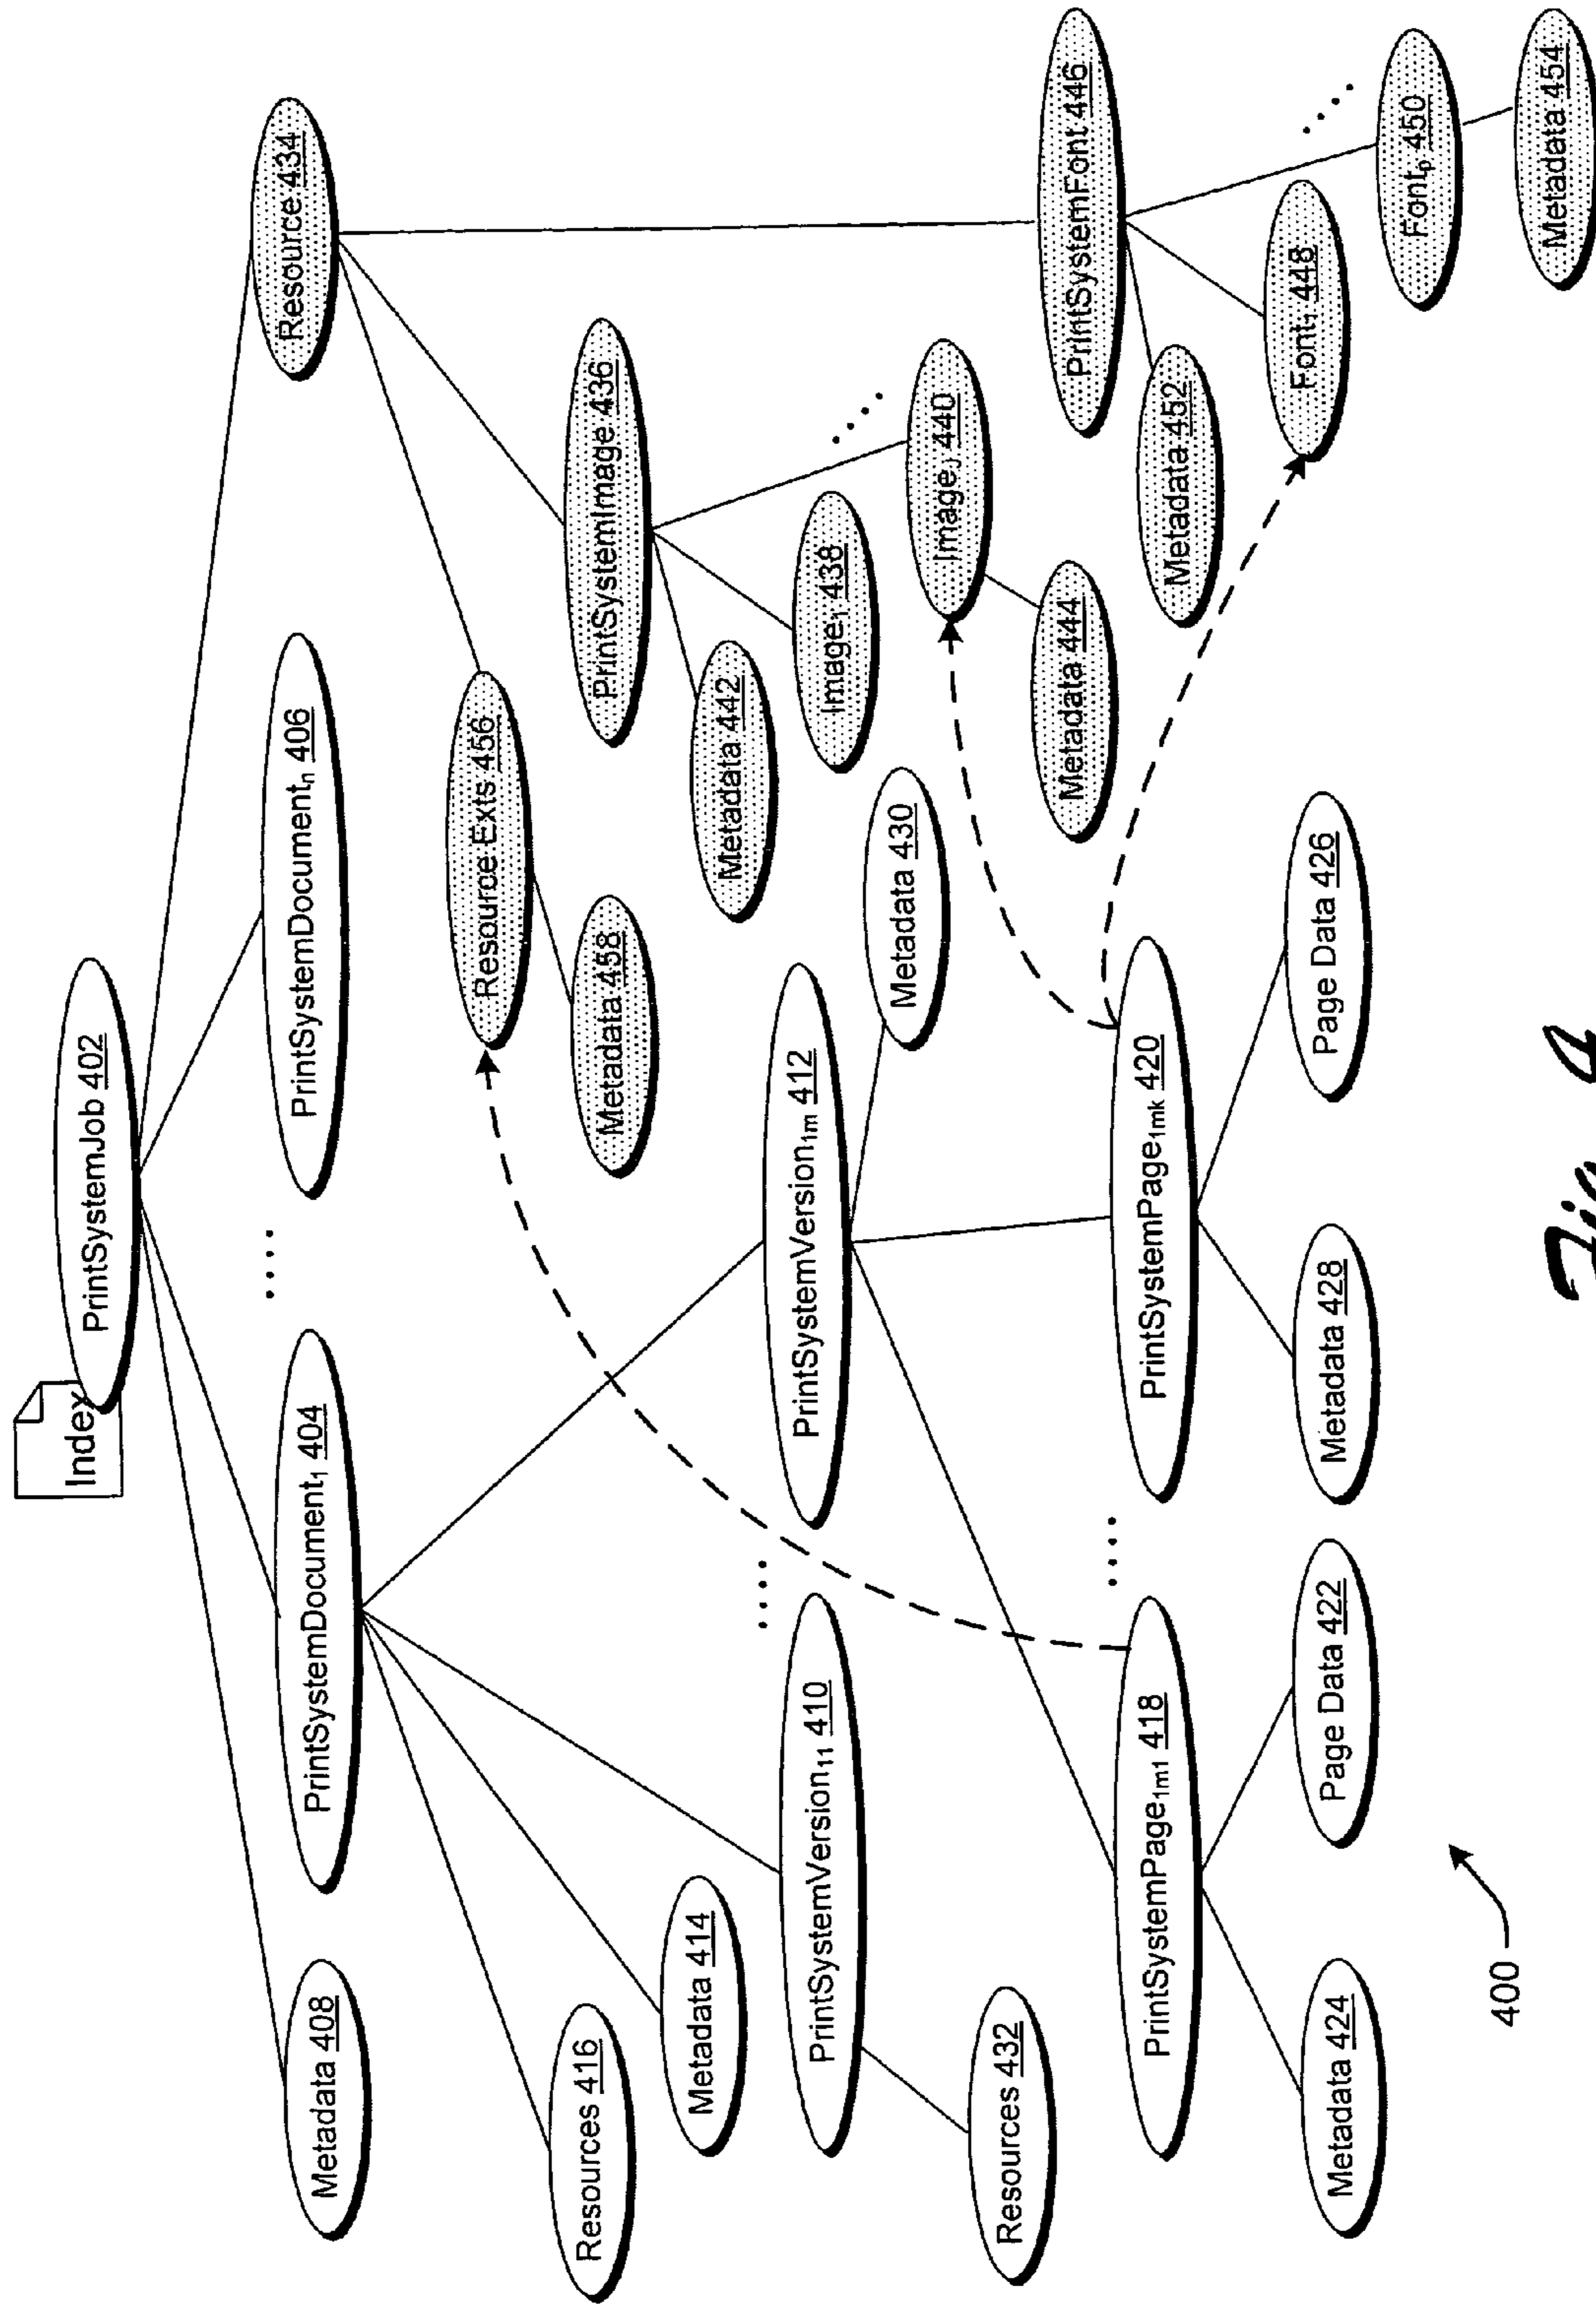 Index
PrintSystemJob 402
Metadata 408
PrintSystemDocument₁ 404
....
PrintSystemDocumentₙ 406
Resource 434
Resources 416
Metadata 414
PrintSystemVersion₁₁ 410
....
PrintSystemVersion₁ₘ 412
Metadata 430
Resource Exts 456
Metadata 458
PrintSystemImage 436
Metadata 442
Image₁ 438
....
Imageⱼ 440
Metadata 444
PrintSystemFont 446
Metadata 452
Font₁ 448
....
Fontₚ 450
Metadata 454
Resources 432
PrintSystemPage₁ₘ₁ 418
....
PrintSystemPage₁ₘₖ 420
Metadata 424
Page Data 422
Metadata 428
Page Data 426
400
Fig. 4